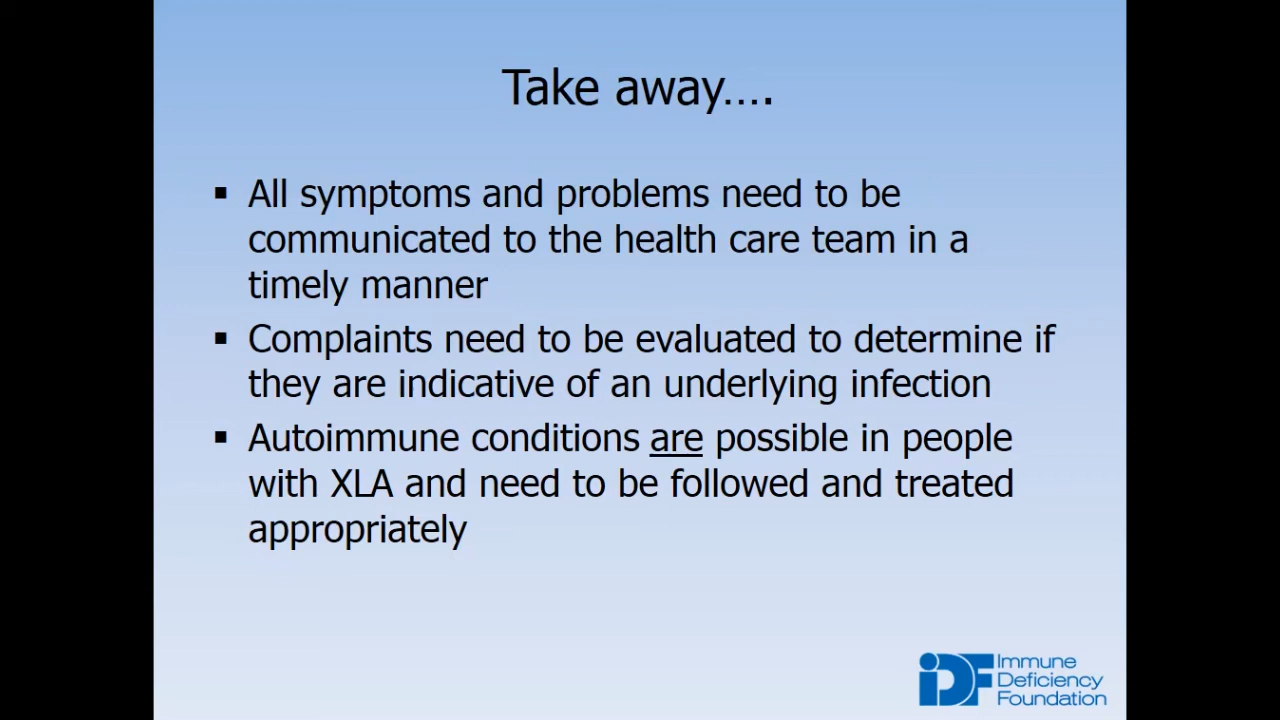 Take away....
▪ All symptoms and problems need to be
communicated to the health care team in a
timely manner
▪ Complaints need to be evaluated to determine if
they are indicative of an underlying infection
▪ Autoimmune conditions are possible in people
with XLA and need to be followed and treated
appropriately
iDF
Immune
Deficiency
Foundation